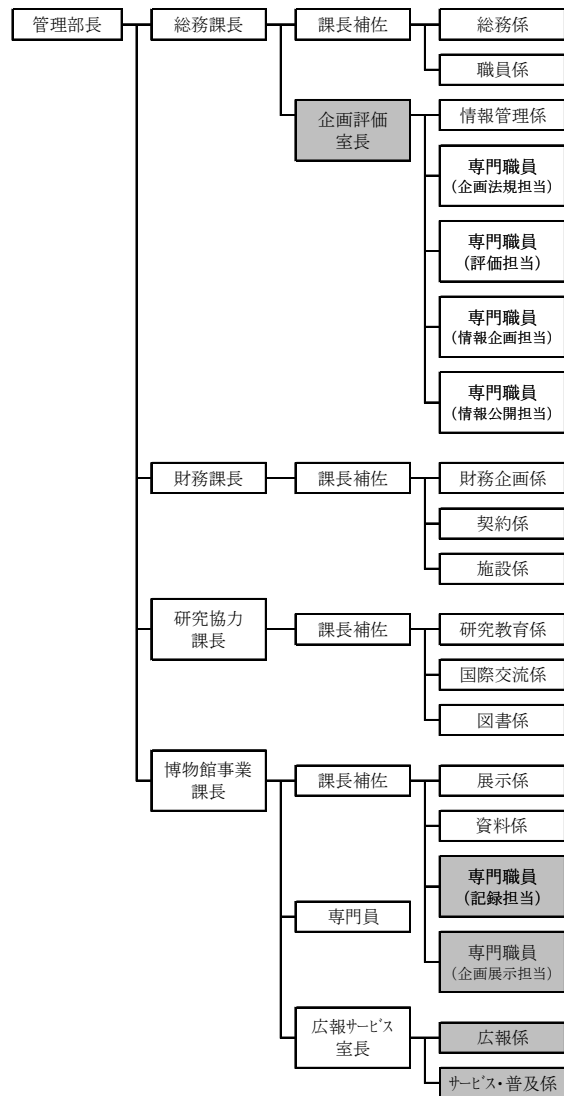 管理部長
総務課長
課長補佐
総務係
職員係
企画評価
室長
情報管理係
専門職員
(企画法規担当)
専門職員
(評価担当)
専門職員
(情報企画担当)
専門職員
(情報公開担当)
財務課長
課長補佐
財務企画係
契約係
施設係
研究協力
課長
課長補佐
研究教育係
国際交流係
図書係
博物館事業
課長
課長補佐
展示係
資料係
専門職員
(記録担当)
専門職員
(企画展示担当)
専門員
広報ｻｰﾋﾞｽ
室長
広報係
ｻｰﾋﾞｽ・普及係